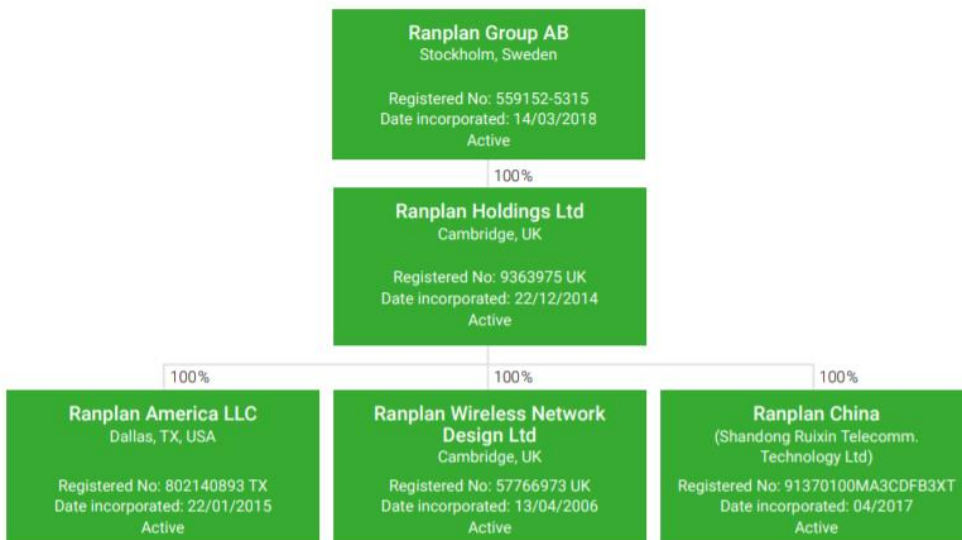 Ranplan Group AB
Stockholm, Sweden
Registered No: 559152-5315
Date incorporated: 14/03/2018
Active
100%
Ranplan Holdings Ltd
Cambridge, UK
Registered No: 9363975 UK
Date incorporated: 22/12/2014
Active
100%
Ranplan America LLC
Dallas, TX, USA
Registered No: 802140893 TX
Date incorporated: 22/01/2015
Active
100%
Ranplan Wireless Network
Design Ltd
Cambridge, UK
Registered No: 57766973 UK
Date incorporated: 13/04/2006
Active
100%
Ranplan China
(Shandong Ruixin Telecomm.
Technology Ltd)
Registered No: 91370100MA3CDFB3XT
Date incorporated: 04/2017
Active